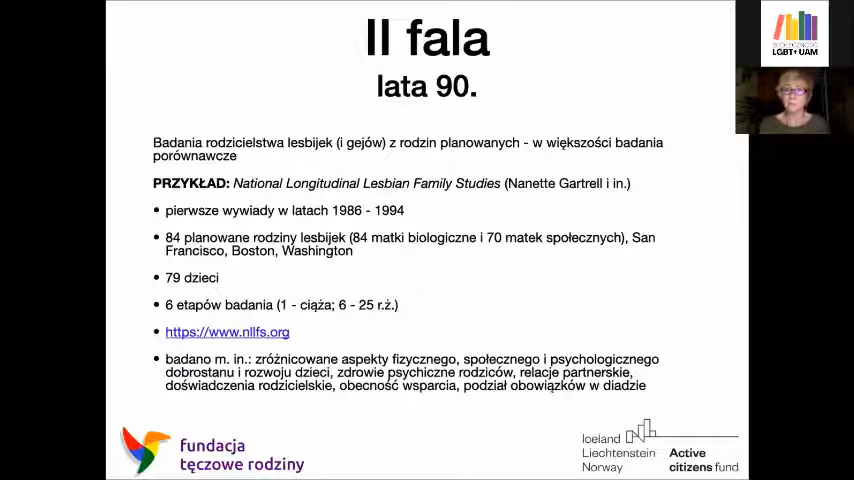 II fala
lata 90.
Badania rodzicielstwa lesbijek (i gejów) z rodzin planowanych - w większości badania
porównawcze
PRZYKŁAD: National Longitudinal Lesbian Family Studies (Nanette Gartrell i in.)
• pierwsze wywiady w latach 1986 - 1994
• 84 planowane rodziny lesbijek (84 matki biologiczne i 70 matek społecznych), San
Francisco, Boston, Washington
• 79 dzieci
• 6 etapów badania (1 - ciąża; 6 - 25 r.ż.)
• https://www.nllfs.org
• badano m. in.: zróżnicowane aspekty fizycznego, społecznego i psychologicznego
dobrostanu i rozwoju dzieci, zdrowie psychiczne rodziców, relacje partnerskie,
doświadczenia rodzicielskie, obecność wsparcia, podział obowiązków w diadzie
fundacja
tęczowe rodziny
Iceland
Liechtenstein
Norway
Active
citizens fund
SPOŁECZNOŚĆ
LGBT+ UAM